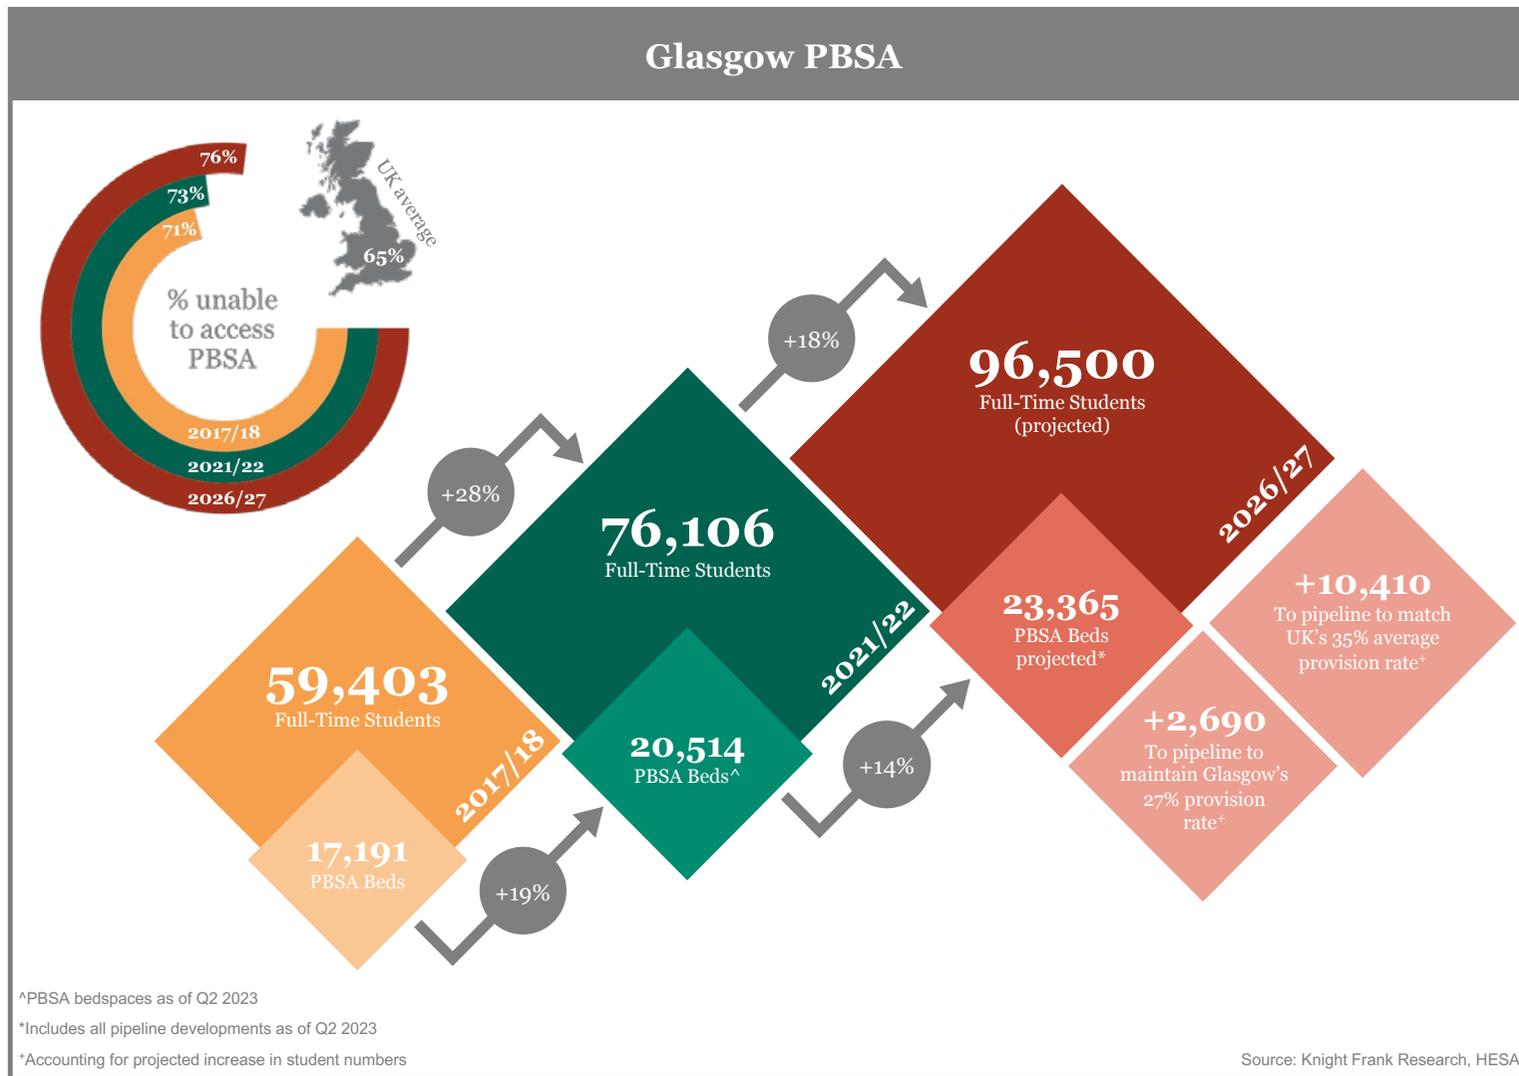 Glasgow PBSA
76%
73%
71%
% unable
to access
PBSA
2017/18
2021/22
2026/27
UK average
65%
+28%
+18%
59,403
Full-Time Students
2017/18
17,191
PBSA Beds
+19%
76,106
Full-Time Students
2021/22
20,514
PBSA Beds^
+14%
96,500
Full-Time Students
(projected)
2026/27
23,365
PBSA Beds
projected*
+2,690
To pipeline to
maintain Glasgow's
27% provision
rate+
+10,410
To pipeline to match
UK's 35% average
provision rate+
^PBSA bedspaces as of Q2 2023
*Includes all pipeline developments as of Q2 2023
+Accounting for projected increase in student numbers
Source: Knight Frank Research, HESA